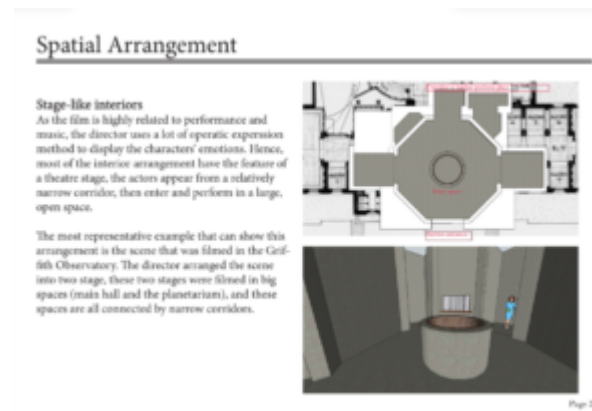 Spatial Arrangement
Stage-like interiors
As the film is highly related to performance and
music, the director uses a lot of operatic experssion
method to display the characters' emotions. Hence,
most of the interior arrangement have the feature of
a theatre stage, the actors appear from a relatively
narrow corridor, then enter and perform in a large,
open space.
The most representative example that can show this
arrangement is the scene that was filmed in the Grif-
fith Observatory. The director arranged the scene
into two stage, these two stages were filmed in big
spaces (main hall and the planetarium), and these
spaces are all connected by narrow corridors.
Page 2